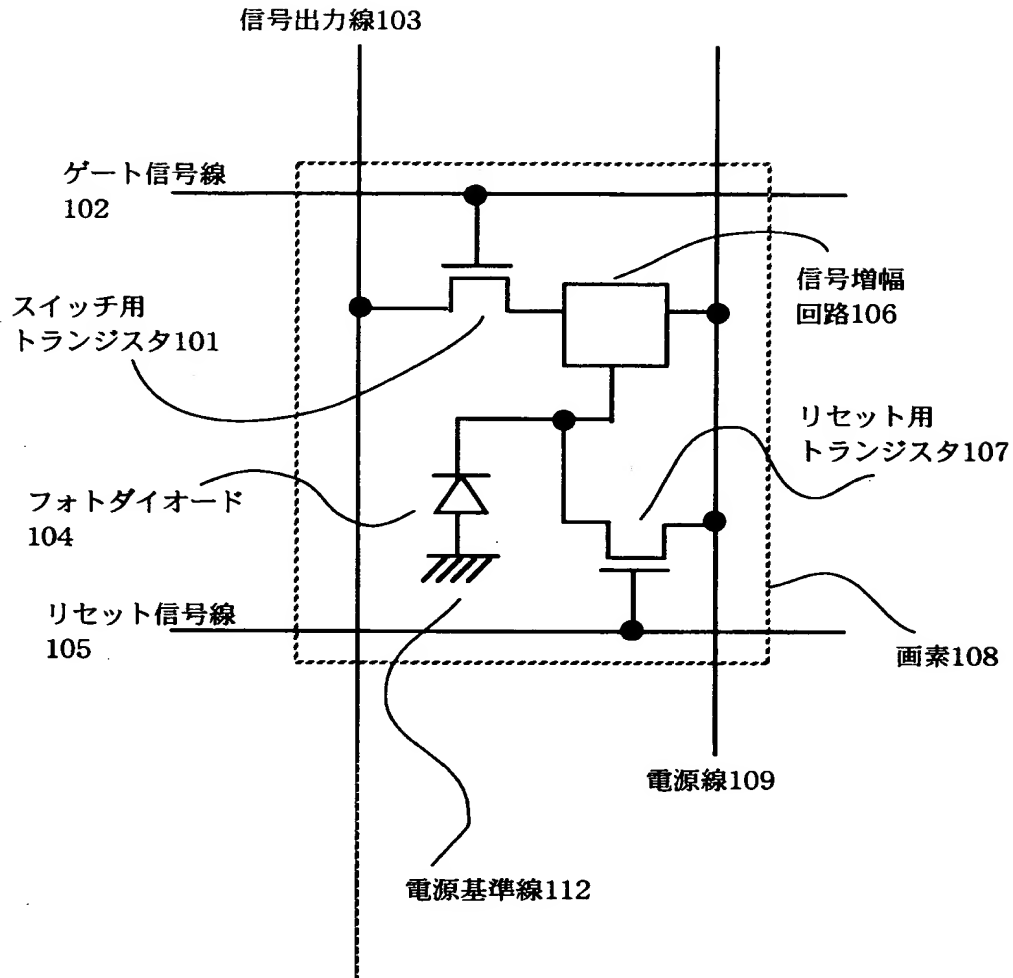 信号出力線103
ゲート信号線
102
信号増幅
回路106
スイッチ用
トランジスタ101
リセット用
トランジスタ107
フォトダイオード
104
リセット信号線
105
画素108
電源線109
電源基準線112